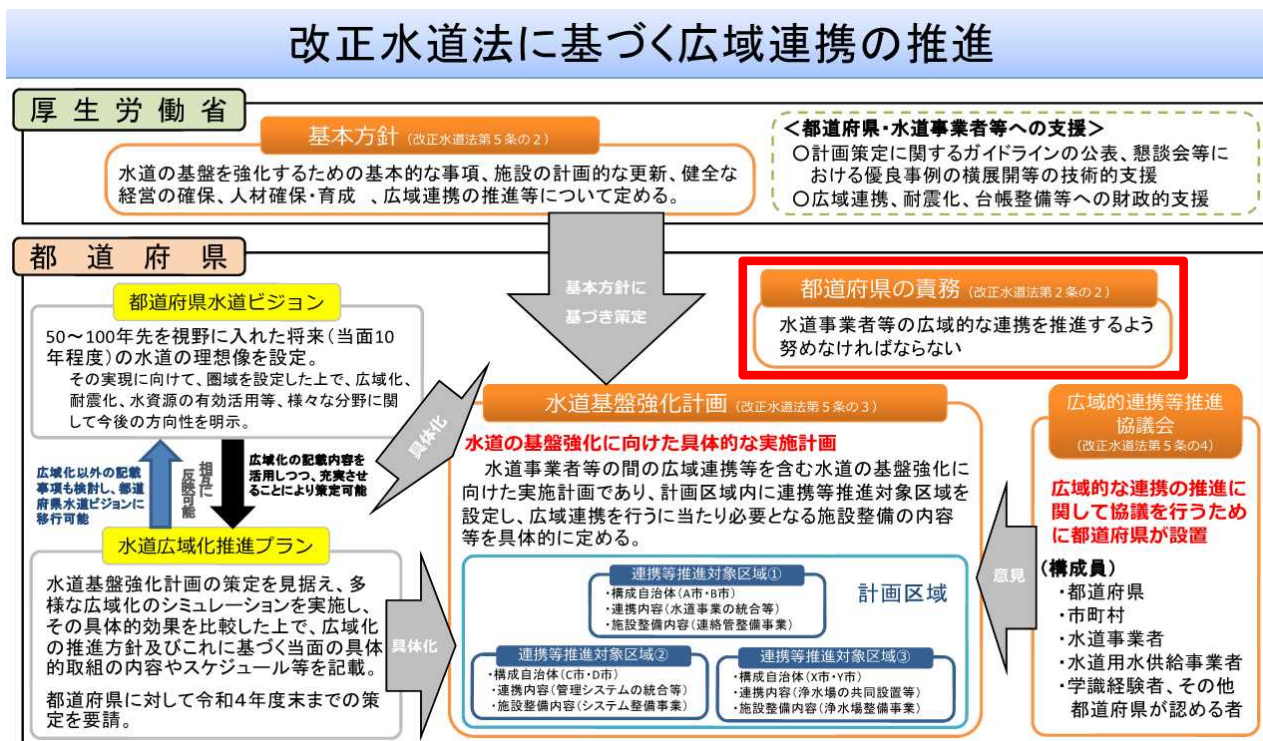 改正水道法に基づく広域連携の推進
厚生労働省
基本方針（改正水道法第５条の２）
水道の基盤を強化するための基本的な事項、施設の計画的な更新、健全な
経営の確保、人材確保・育成 、広域連携の推進等について定める。
＜都道府県・水道事業者等への支援＞
○計画策定に関するガイドラインの公表、懇談会等に
おける優良事例の横展開等の技術的支援
○広域連携、耐震化、台帳整備等への財政的支援
都道府県
基本方針に
基づき策定
都道府県の責務（改正水道法第２条の２）
水道事業者等の広域的な連携を推進するよう
努めなければならない
都道府県水道ビジョン
50～100年先を視野に入れた将来（当面10
年程度）の水道の理想像を設定。
その実現に向けて、圏域を設定した上で、広域化、
耐震化、水資源の有効活用等、様々な分野に関
して今後の方向性を明示。
具体化
広域化以外の記載
事項も検討し、都道
府県水道ビジョンに
移行可能
相互に
反映可能
広域化の記載内容を
活用しつつ、充実させ
ることにより策定可能
水道広域化推進プラン
水道基盤強化計画の策定を見据え、多
様な広域化のシミュレーションを実施し、
その具体的効果を比較した上で、広域化
の推進方針及びこれに基づく当面の具体
的取組の内容やスケジュール等を記載。
都道府県に対して令和４年度末までの策
定を要請。
具体化
水道基盤強化計画（改正水道法第５条の３）
水道の基盤強化に向けた具体的な実施計画
水道事業者等の間の広域連携等を含む水道の基盤強化に
向けた実施計画であり、計画区域内に連携等推進対象区域を
設定し、広域連携を行うに当たり必要となる施設整備の内容
等を具体的に定める。
計画区域
連携等推進対象区域①
・構成自治体（A市・B市）
・連携内容（水道事業の統合等）
・施設整備内容（連絡管整備事業）
連携等推進対象区域②
・構成自治体（C市・D市）
・連携内容（管理システムの統合等）
・施設整備内容（システム整備事業）
連携等推進対象区域③
・構成自治体（X市・Y市）
・連携内容（浄水場の共同設置等）
・施設整備内容（浄水場整備事業）
意見
広域的連携等推進
協議会
（改正水道法第５条の4）
広域的な連携の推進に
関して協議を行うため
に都道府県が設置
（構成員）
・都道府県
・市町村
・水道事業者
・水道用水供給事業者
・学識経験者、その他
都道府県が認める者